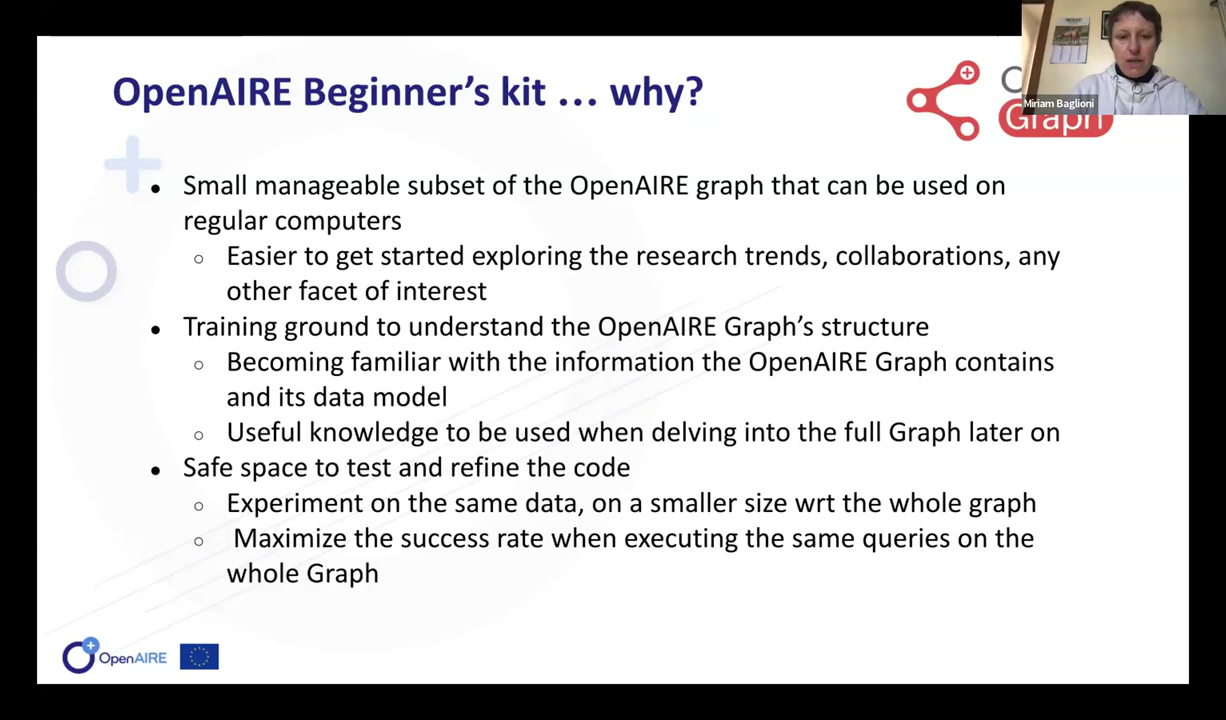 OpenAIRE Beginner's kit … why?
Miriam Baglioni
Graph
● Small manageable subset of the OpenAIRE graph that can be used on
regular computers
○ Easier to get started exploring the research trends, collaborations, any
other facet of interest
● Training ground to understand the OpenAIRE Graph's structure
○ Becoming familiar with the information the OpenAIRE Graph contains
and its data model
○ Useful knowledge to be used when delving into the full Graph later on
● Safe space to test and refine the code
○ Experiment on the same data, on a smaller size wrt the whole graph
○ Maximize the success rate when executing the same queries on the
whole Graph
OpenAIRE